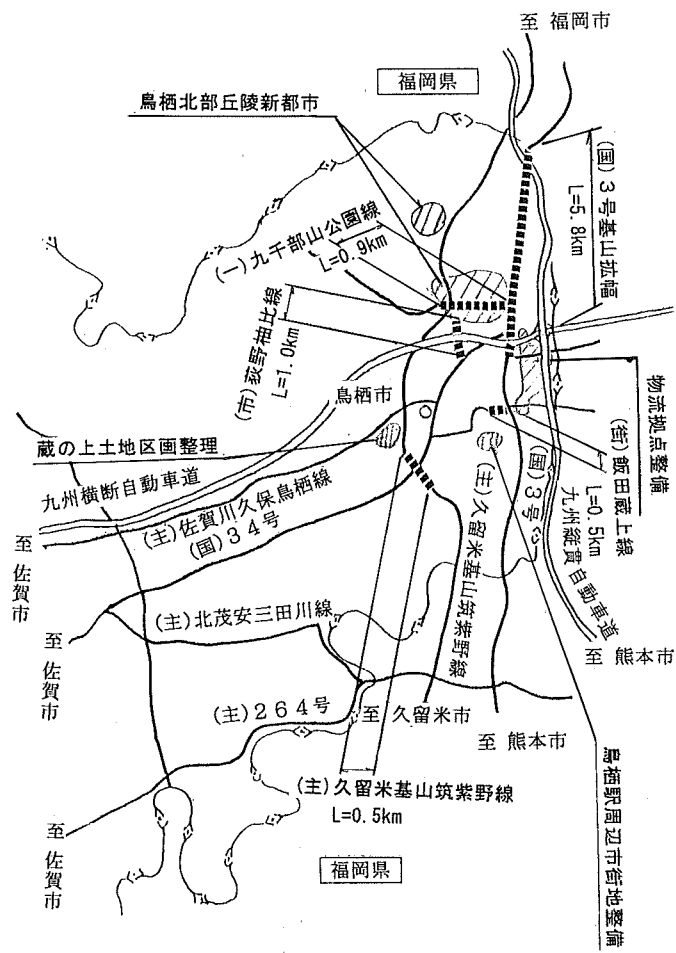 至 福岡市
福岡県
鳥栖北部丘陵新都市
(国)3号基山拡幅
L=5.8km
(一)九千部山公園線
L=0.9km
(市)萩野柚比線
L=1.0km
鳥栖市
物流拠点整備
(街)飯田蔵上線
L=0.5km
蔵の上土地区画整理
九州横断自動車道
(主)佐賀川久保鳥栖線
(国)34号
(国)3号
九州縦貫自動車道
(主)久留米基山筑紫野線
至 佐賀市
(主)北茂安三田川線
至 佐賀市
至 熊本市
(主)264号
至 久留米市
至 熊本市
(主)久留米基山筑紫野線
L=0.5km
鳥栖駅周辺市街地整備
至 佐賀市
福岡県